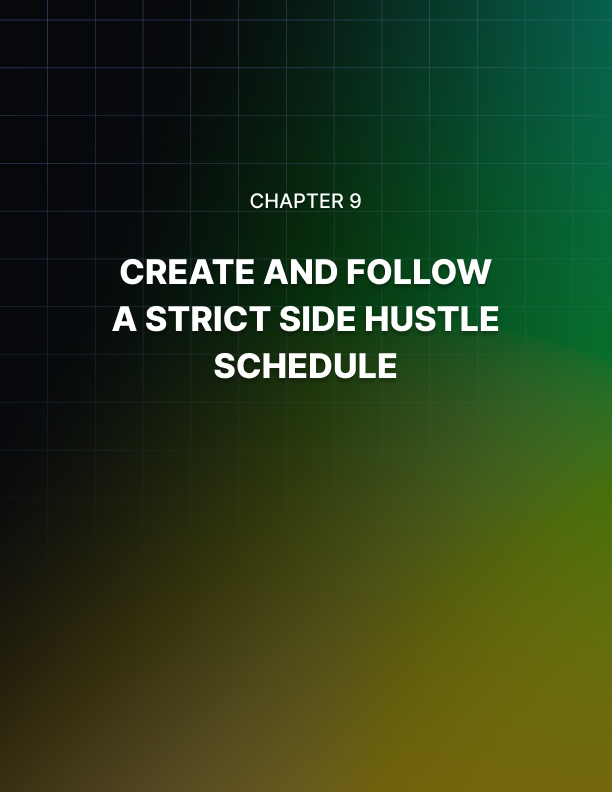 CHAPTER 9
CREATE AND FOLLOW
A STRICT SIDE HUSTLE
SCHEDULE